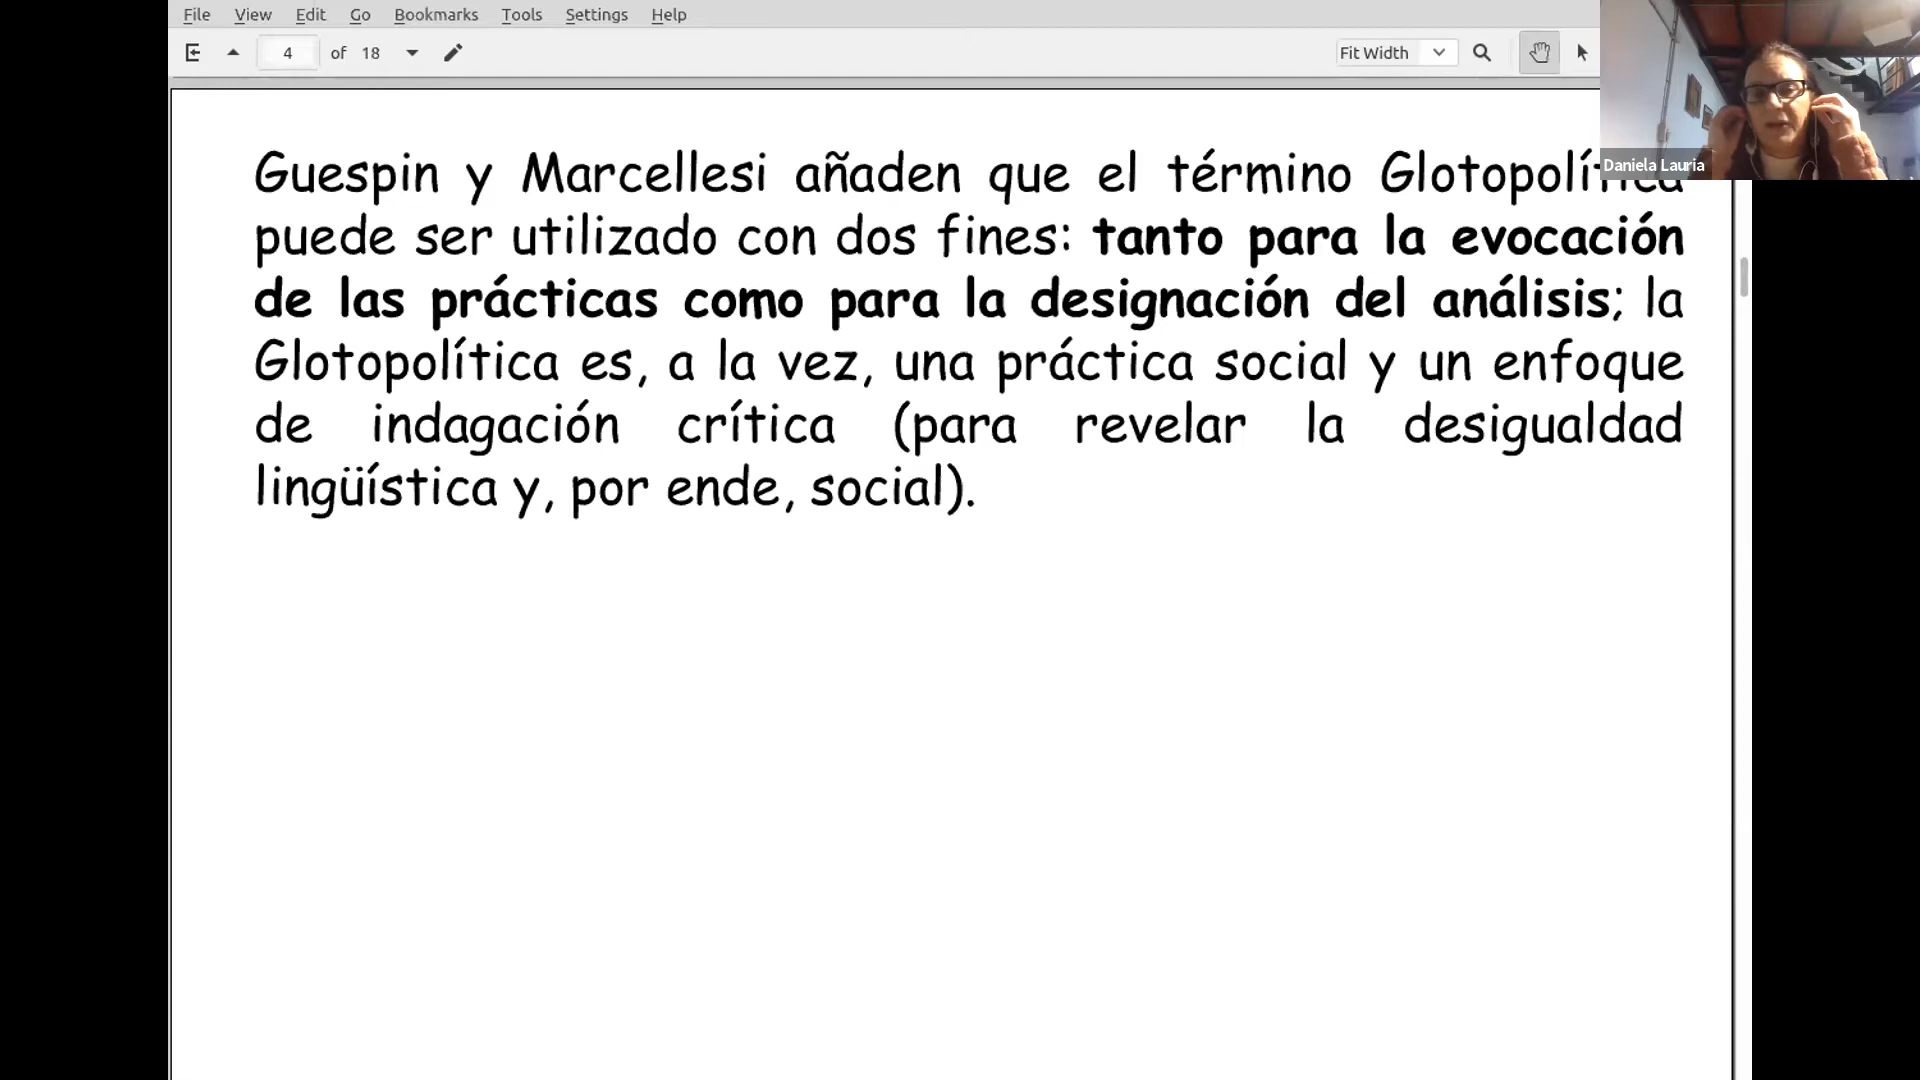 File View Edit Go Bookmarks Tools Settings Help
4 of 18 Fit Width
Daniela Lauria
Guespin y Marcellesi añaden que el término Glotopolítica
puede ser utilizado con dos fines: tanto para la evocación
de las prácticas como para la designación del análisis; la
Glotopolítica es, a la vez, una práctica social y un enfoque
de indagación crítica (para revelar la desigualdad
lingüística y, por ende, social).